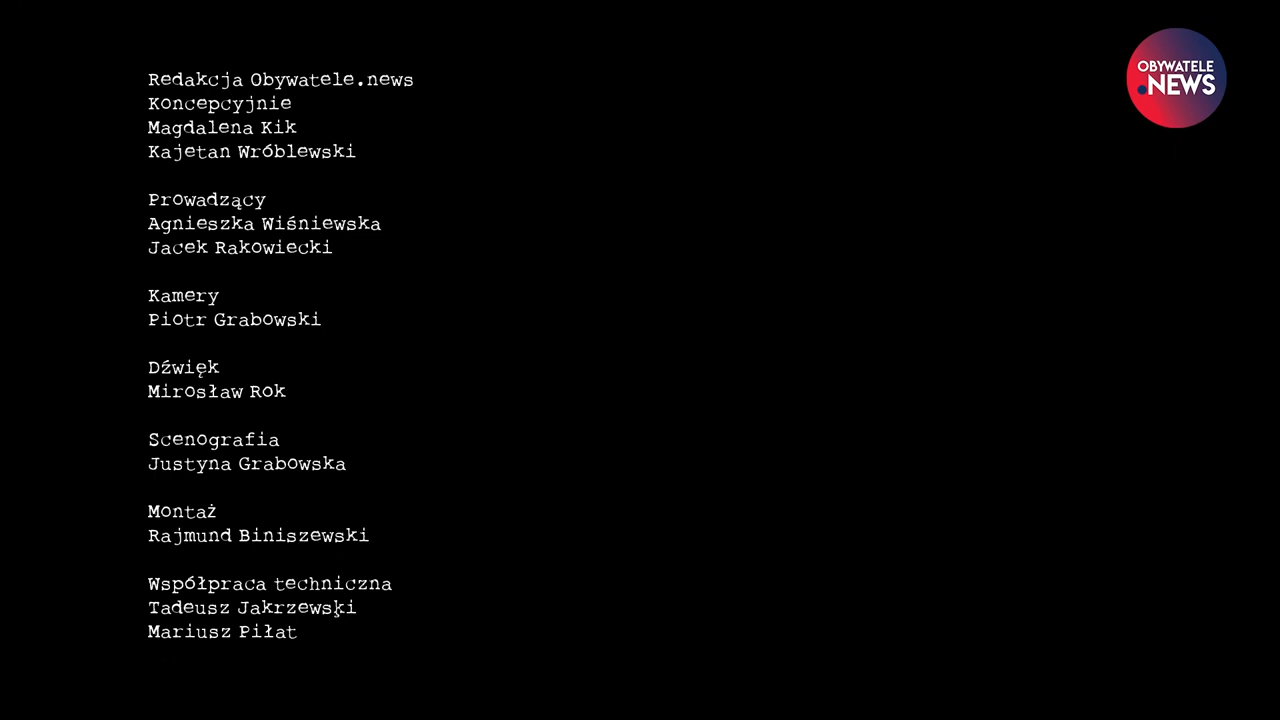 Redakcja Obywatele.news
Koncepcyjnie
Magdalena Kik
Kajetan Wróblewski
Prowadzący
Agnieszka Wiśniewska
Jacek Rakowiecki
Kamery
Piotr Grabowski
Dźwięk
Mirosław Rok
Scenografia
Justyna Grabowska
Montaż
Rajmund Biniszewski
Współpraca techniczna
Tadeusz Jakrzewski
Mariusz Piłat
OBYWATELE
.NEWS